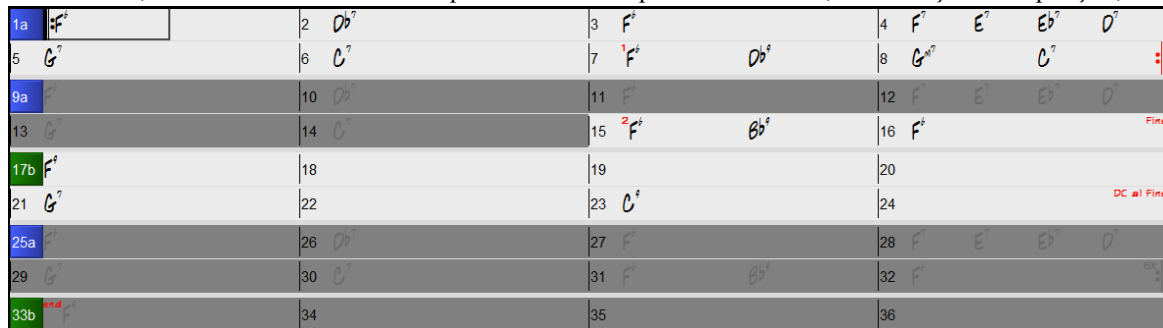 1a F6 2 Db7 3 F6 4 F7 E7 Eb7 D7
5 G7 6 C7 7 1 F6 Db9 8 Gm7 C7
9a F6 10 Db7 11 F6 12 F7 E7 Eb7 D7
13 G7 14 C7 15 2 F6 Bb9 16 F6 Fine
17b F9 18 19 20
21 G7 22 23 C9 24 DC al Fine
25a F6 26 Db7 27 F6 28 F7 E7 Eb7 D7
29 G7 30 C7 31 F6 Bb9 32 F6
33b end F9 34 35 36